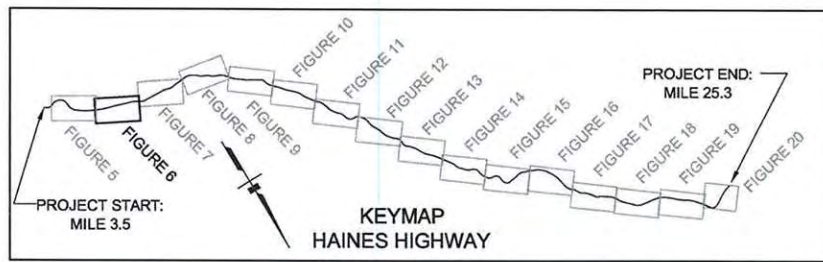 FIGURE 5
FIGURE 6
FIGURE 7
FIGURE 8
FIGURE 9
FIGURE 10
FIGURE 11
FIGURE 12
FIGURE 13
FIGURE 14
FIGURE 15
FIGURE 16
FIGURE 17
FIGURE 18
FIGURE 19
FIGURE 20
PROJECT START:
MILE 3.5
PROJECT END:
MILE 25.3
KEYMAP
HAINES HIGHWAY